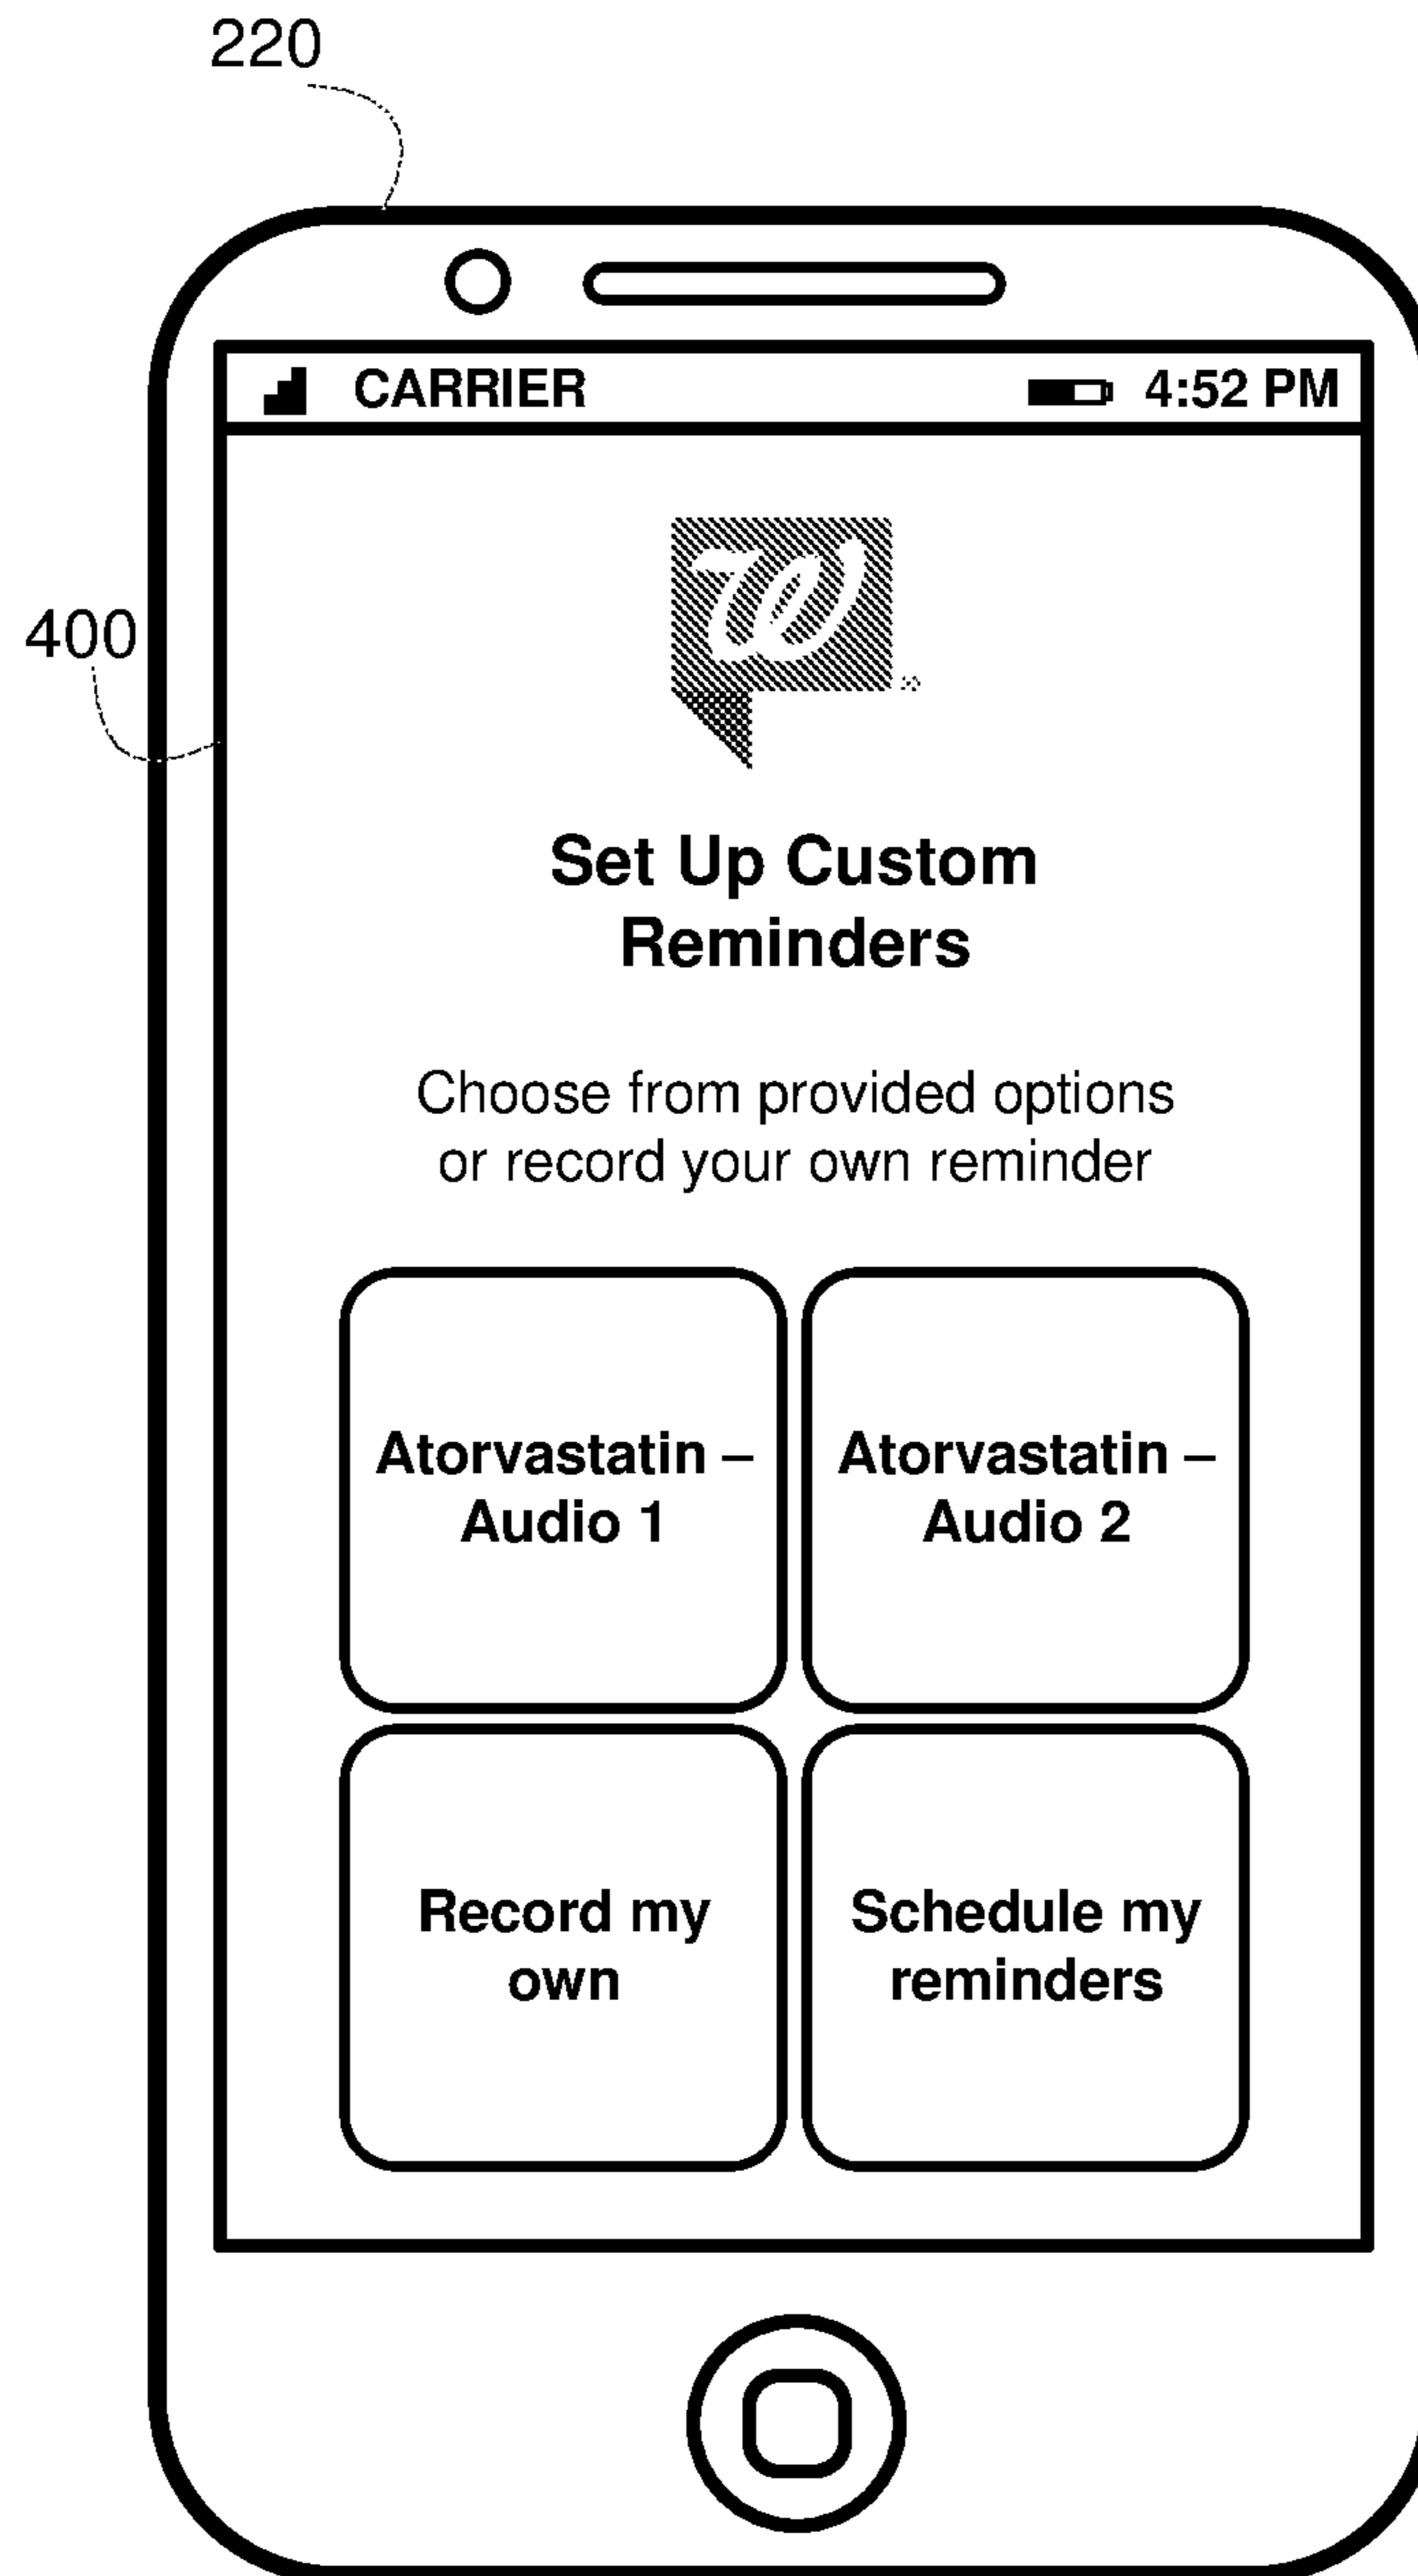 220
CARRIER 4:52 PM
W
400
Set Up Custom
Reminders
Choose from provided options
or record your own reminder
Atorvastatin –
Audio 1
Atorvastatin –
Audio 2
Record my
own
Schedule my
reminders